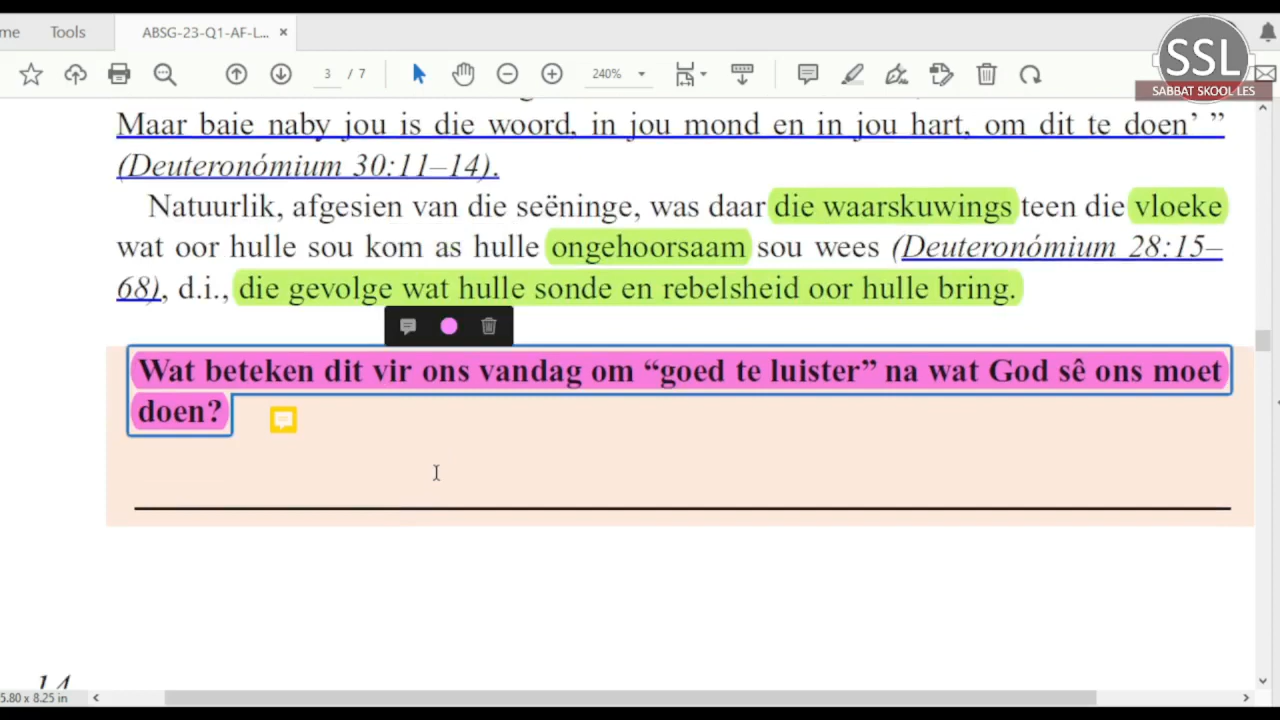 me Tools ABSG-23-Q1-AF-L... ×
3 / 7 240%
SSL
SABBAT SKOOL LES
Maar baie naby jou is die woord, in jou mond en in jou hart, om dit te doen’ ”
(Deuteronómium 30:11–14).
Natuurlik, afgesien van die seëninge, was daar die waarskuwings teen die vloeke
wat oor hulle sou kom as hulle ongehoorsaam sou wees (Deuteronómium 28:15–
68), d.i., die gevolge wat hulle sonde en rebelsheid oor hulle bring.
Wat beteken dit vir ons vandag om “goed te luister” na wat God sê ons moet
doen?
14
5.80 x 8.25 in